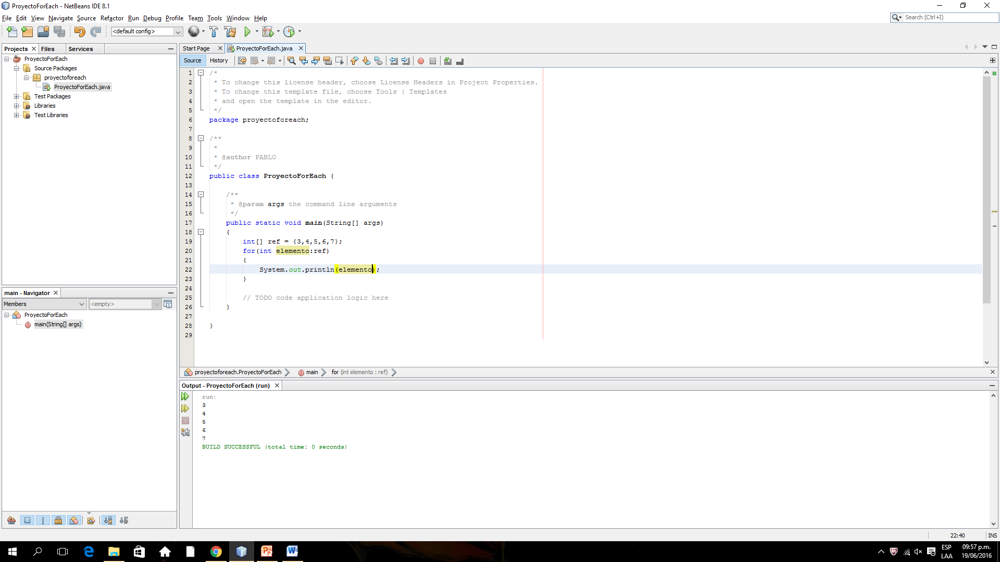 ProyectoForEach - NetBeans IDE 8.1
File Edit View Navigate Source Refactor Run Debug Profile Team Tools Window Help
Search (Ctrl+I)
<default config>
Projects Files Services
ProyectoForEach
Source Packages
proyectoforeach
ProyectoForEach.java
Test Packages
Libraries
Test Libraries
main - Navigator
Members <empty>
ProyectoForEach
main(String[] args)
Start Page ProyectoForEach.java
Source History
1 /*
2 * To change this license header, choose License Headers in Project Properties.
3 * To change this template file, choose Tools | Templates
4 * and open the template in the editor.
5 */
6 package proyectoforeach;
7
8 /**
9 *
10 * @author PABLO
11 */
12 public class ProyectoForEach {
13
14 /**
15 * @param args the command line arguments
16 */
17 public static void main(String[] args)
18 {
19 int[] ref = {3,4,5,6,7};
20 for(int elemento:ref)
21 {
22 System.out.println(elemento);
23 }
24
25 // TODO code application logic here
26 }
27
28 }
29
proyectoforeach.ProyectoForEach main for (int elemento : ref)
Output - ProyectoForEach (run)
run:
3
4
5
6
7
BUILD SUCCESSFUL (total time: 0 seconds)
22:40 INS
ESP
LAA
09:57 p.m.
19/06/2016